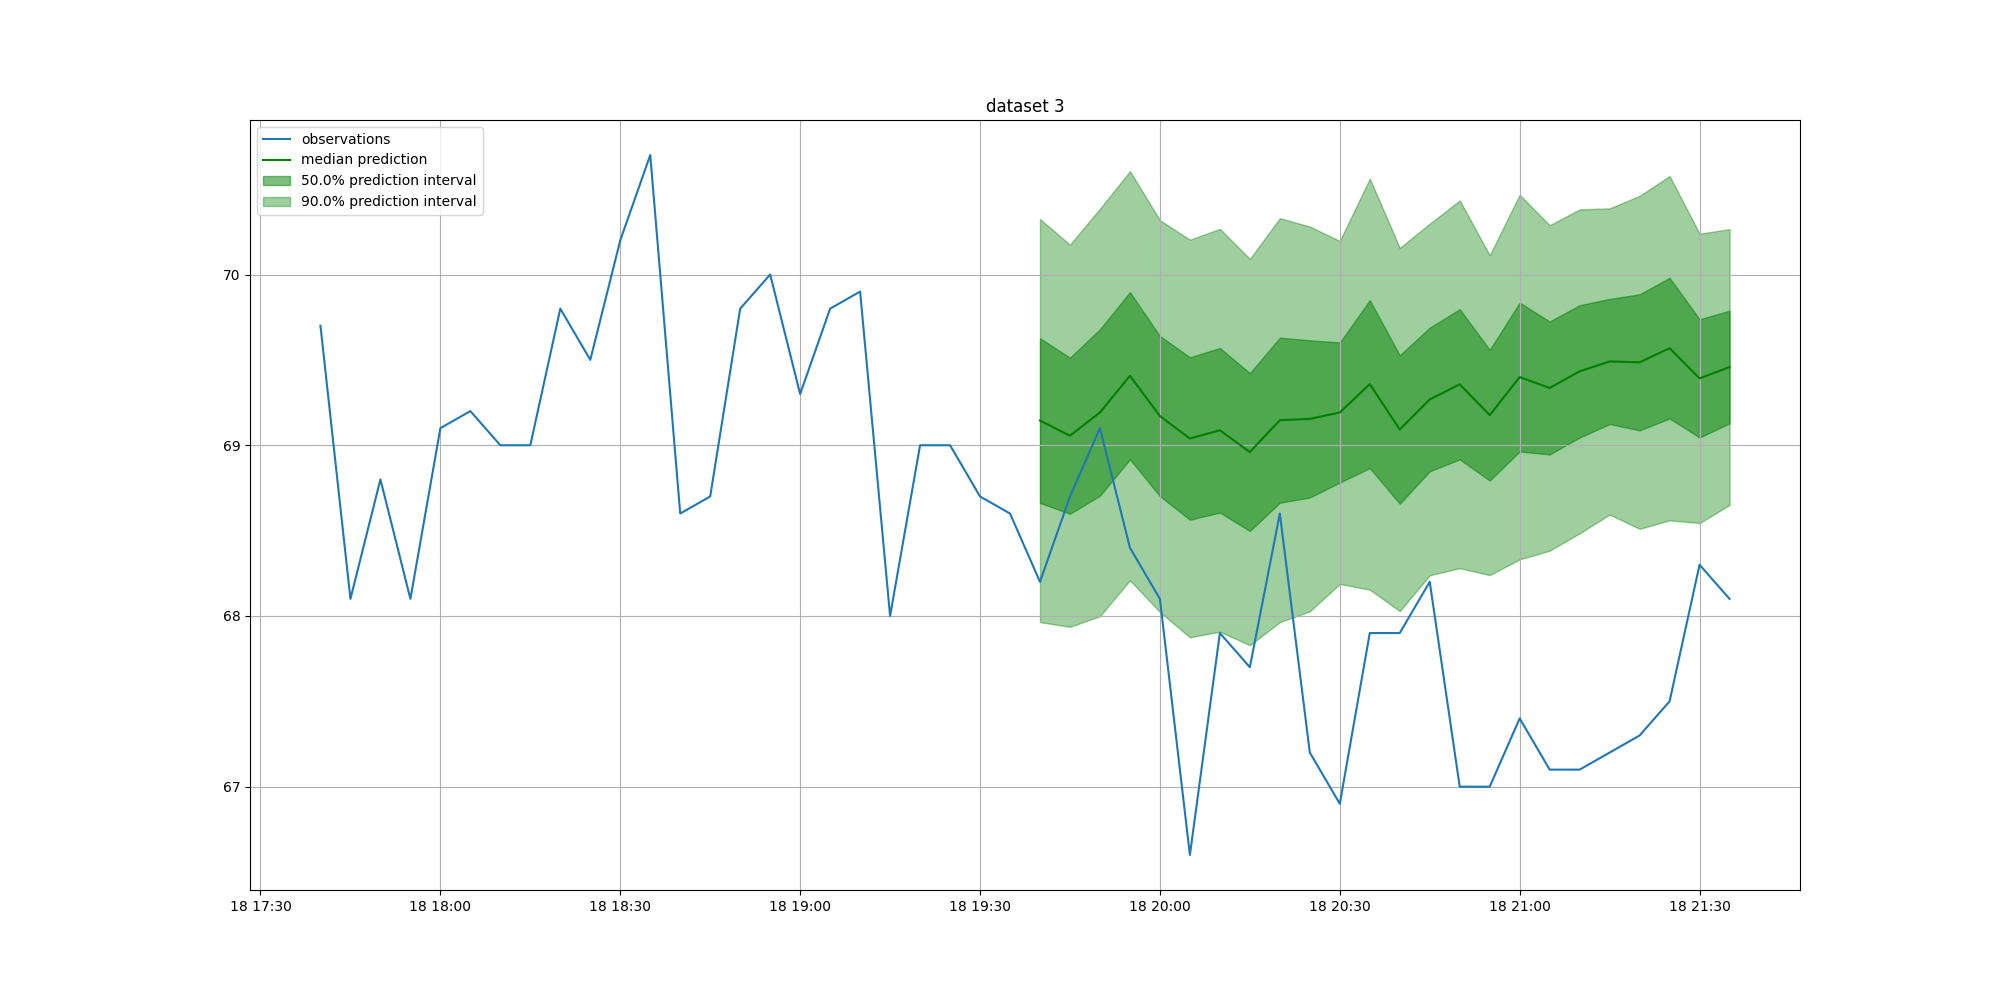 dataset 3
observations
median prediction
50.0% prediction interval
90.0% prediction interval
70
69
68
67
18 17:30 18 18:00 18 18:30 18 19:00 18 19:30 18 20:00 18 20:30 18 21:00 18 21:30